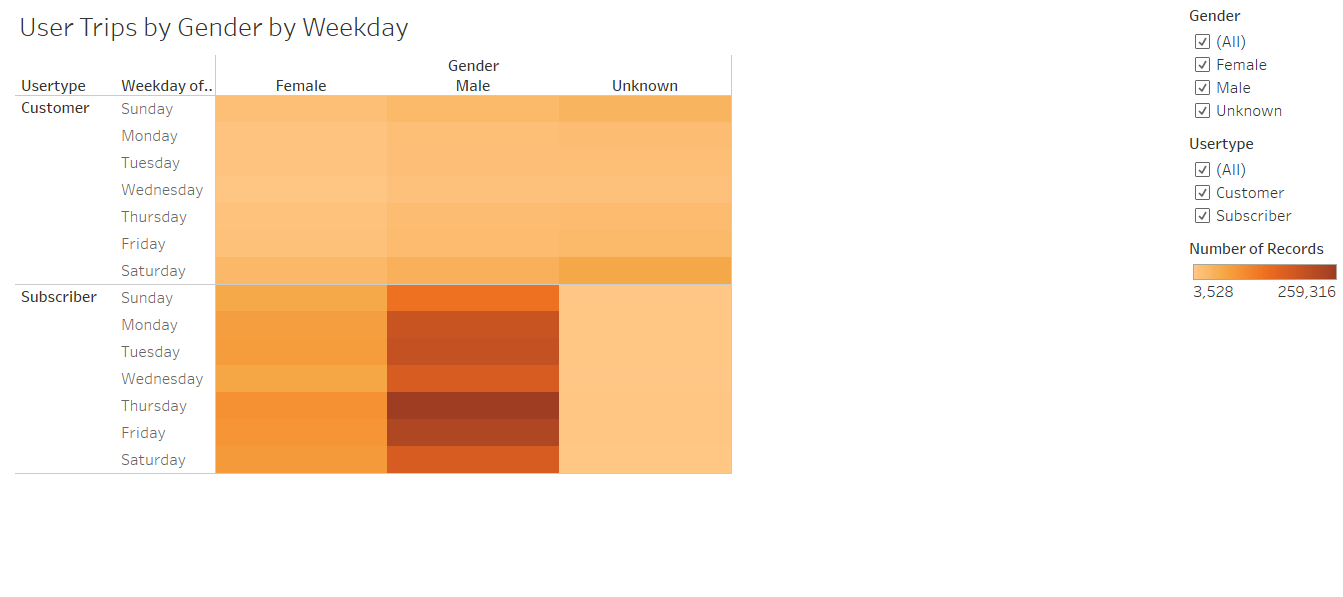 User Trips by Gender by Weekday
Gender
Usertype Weekday of.. Female Male Unknown
Customer Sunday
Monday
Tuesday
Wednesday
Thursday
Friday
Saturday
Subscriber Sunday
Monday
Tuesday
Wednesday
Thursday
Friday
Saturday
Gender
(All)
Female
Male
Unknown
Usertype
(All)
Customer
Subscriber
Number of Records
3,528 259,316